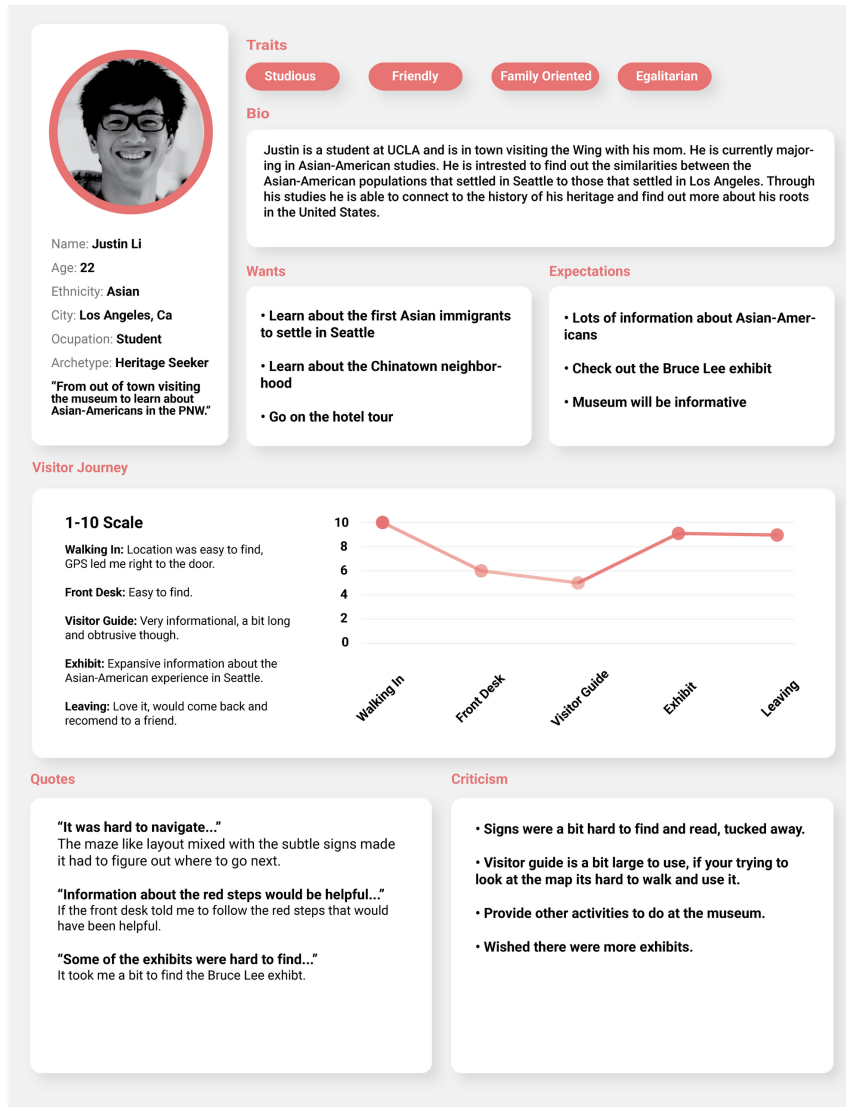 Traits
Studious
Friendly
Family Oriented
Egalitarian
Bio
Justin is a student at UCLA and is in town visiting the Wing with his mom. He is currently major-
ing in Asian-American studies. He is intrested to find out the similarities between the
Asian-American populations that settled in Seattle to those that settled in Los Angeles. Through
his studies he is able to connect to the history of his heritage and find out more about his roots
in the United States.
Name: Justin Li
Age: 22
Ethnicity: Asian
City: Los Angeles, Ca
Ocupation: Student
Archetype: Heritage Seeker
“From out of town visiting
the museum to learn about
Asian-Americans in the PNW.”
Wants
• Learn about the first Asian immigrants
to settle in Seattle
• Learn about the Chinatown neighbor-
hood
• Go on the hotel tour
Expectations
• Lots of information about Asian-Amer-
icans
• Check out the Bruce Lee exhibit
• Museum will be informative
Visitor Journey
1-10 Scale
Walking In: Location was easy to find,
GPS led me right to the door.
Front Desk: Easy to find.
Visitor Guide: Very informational, a bit long
and obtrusive though.
Exhibit: Expansive information about the
Asian-American experience in Seattle.
Leaving: Love it, would come back and
recomend to a friend.
10
8
6
4
2
0
Walking In
Front Desk
Visitor Guide
Exhibit
Leaving
Quotes
“It was hard to navigate...”
The maze like layout mixed with the subtle signs made
it had to figure out where to go next.
“Information about the red steps would be helpful...”
If the front desk told me to follow the red steps that would
have been helpful.
“Some of the exhibits were hard to find...”
It took me a bit to find the Bruce Lee exhibt.
Criticism
• Signs were a bit hard to find and read, tucked away.
• Visitor guide is a bit large to use, if your trying to
look at the map its hard to walk and use it.
• Provide other activities to do at the museum.
• Wished there were more exhibits.